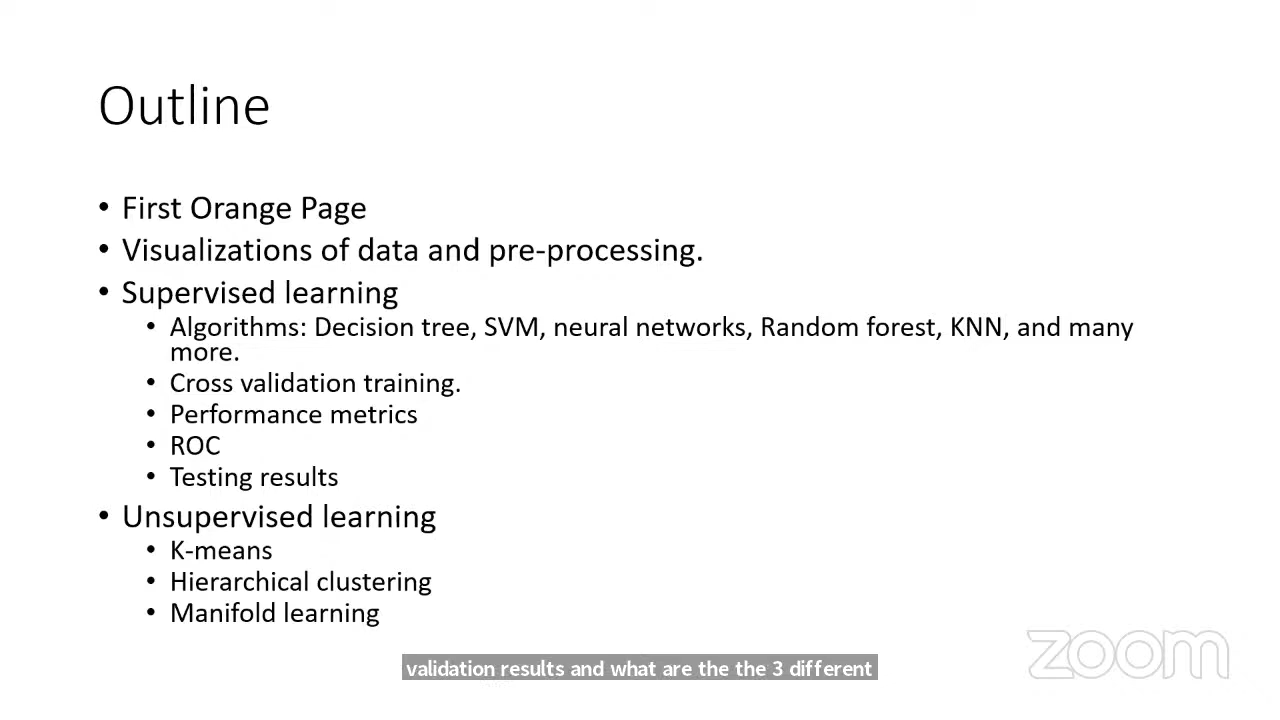 Outline
• First Orange Page
• Visualizations of data and pre-processing.
• Supervised learning
• Algorithms: Decision tree, SVM, neural networks, Random forest, KNN, and many
more.
• Cross validation training.
• Performance metrics
• ROC
• Testing results
• Unsupervised learning
• K-means
• Hierarchical clustering
• Manifold learning
validation results and what are the the 3 different
zoom